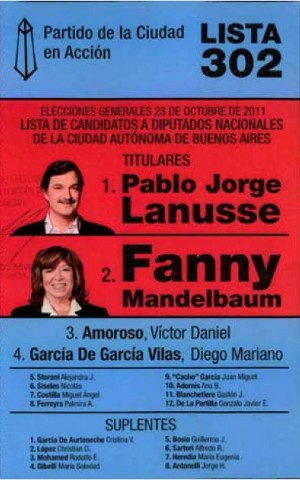 Partido de la Ciudad
en Acción
LISTA
302
ELECCIONES GENERALES 23 DE OCTUBRE DE 2011
LISTA DE CANDIDATOS A DIPUTADOS NACIONALES
DE LA CIUDAD AUTÓNOMA DE BUENOS AIRES
TITULARES
1. Pablo Jorge
Lanusse
2. Fanny
Mandelbaum
3. Amoroso, Víctor Daniel
4. García De García Vilas, Diego Mariano
5. Storani Alejandra J.
6. Siseles Nicolás
7. Costilla Miguel Ángel
8. Ferreyra Palmira A.
9. "Cacho" García Juan Miguel
10. Adornis Ana B.
11. Blanchetiere Gastón J.
12. De La Portilla Gonzalo Javier E.
SUPLENTES
1. García De Aurteneche Cristina V.
2. López Christian D.
3. Mohamed Rodolfo E.
4. Gibelli María Soledad
5. Bosio Guillermo J.
6. Sartori Alfredo R.
7. Heredia María Eugenia
8. Antonelli Jorge H.